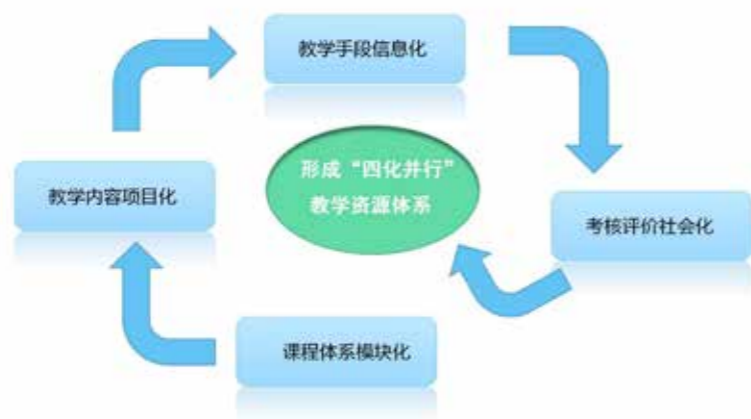 教学手段信息化
形成“四化并行”
教学资源体系
教学内容项目化
考核评价社会化
课程体系模块化